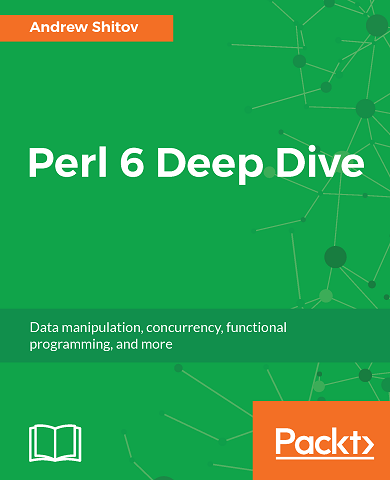 Andrew Shitov
Perl 6 Deep Dive
Data manipulation, concurrency, functional
programming, and more
Packt>